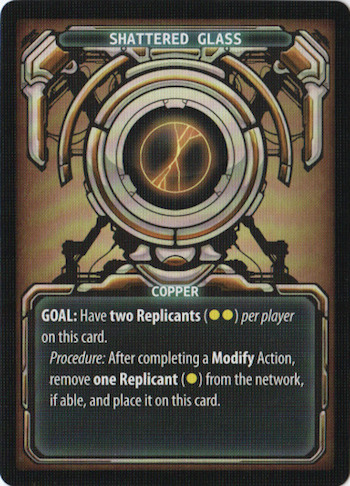 SHATTERED GLASS
COPPER
GOAL: Have two Replicants (●●) per player
on this card.
Procedure: After completing a Modify Action,
remove one Replicant (●) from the network,
if able, and place it on this card.